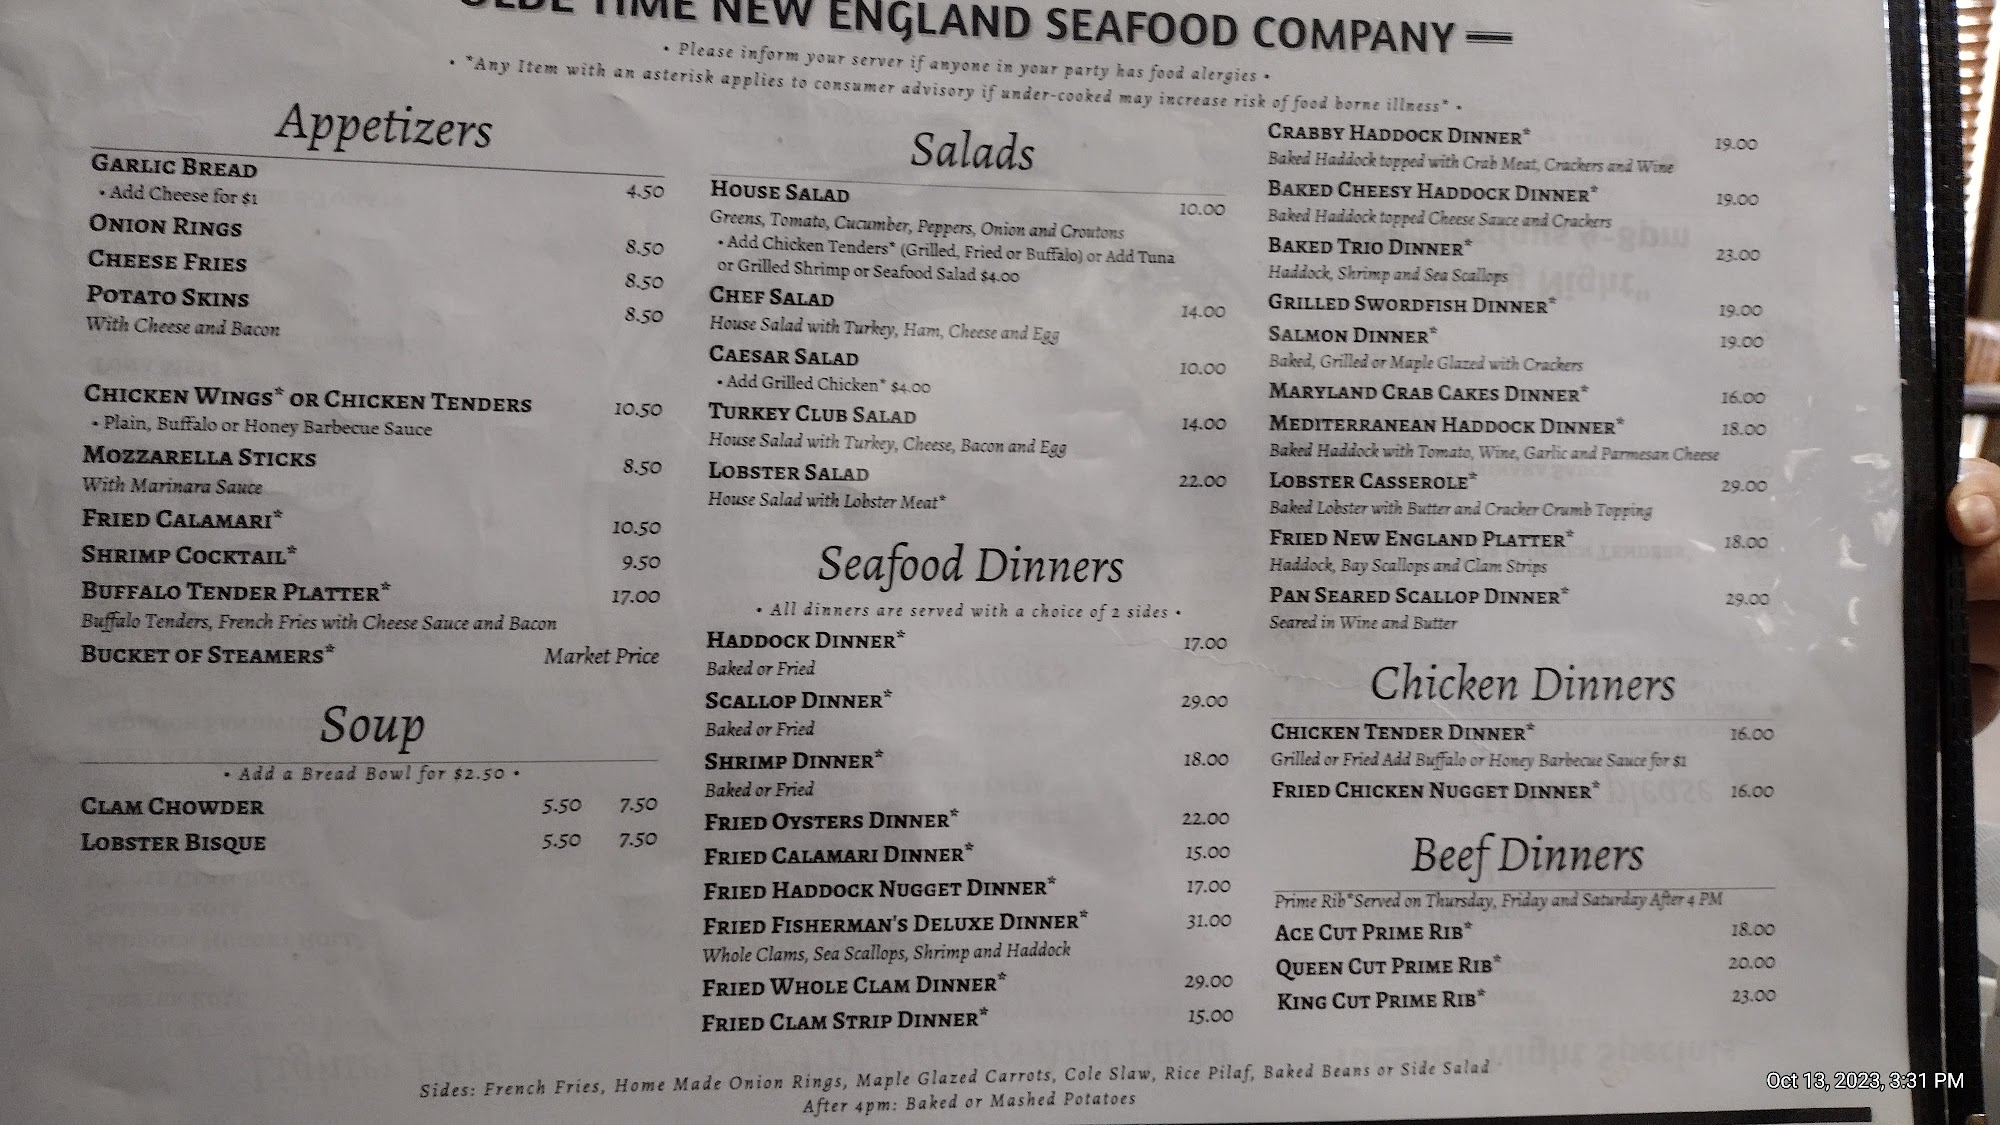 OLDE TIME NEW ENGLAND SEAFOOD COMPANY
• Please inform your server if anyone in your party has food alergies •
• *Any Item with an asterisk applies to consumer advisory if under-cooked may increase risk of food borne illness* •
Appetizers
GARLIC BREAD 4.50
• Add Cheese for $1
ONION RINGS 8.50
CHEESE FRIES 8.50
POTATO SKINS 8.50
With Cheese and Bacon
CHICKEN WINGS* OR CHICKEN TENDERS 10.50
• Plain, Buffalo or Honey Barbecue Sauce
MOZZARELLA STICKS 8.50
With Marinara Sauce
FRIED CALAMARI* 10.50
SHRIMP COCKTAIL* 9.50
BUFFALO TENDER PLATTER* 17.00
Buffalo Tenders, French Fries with Cheese Sauce and Bacon
BUCKET OF STEAMERS* Market Price
Soup
• Add a Bread Bowl for $2.50 •
CLAM CHOWDER 5.50 7.50
LOBSTER BISQUE 5.50 7.50
Salads
HOUSE SALAD 10.00
Greens, Tomato, Cucumber, Peppers, Onion and Croutons
• Add Chicken Tenders* (Grilled, Fried or Buffalo) or Add Tuna
or Grilled Shrimp or Seafood Salad $4.00
CHEF SALAD 14.00
House Salad with Turkey, Ham, Cheese and Egg
CAESAR SALAD 10.00
• Add Grilled Chicken* $4.00
TURKEY CLUB SALAD 14.00
House Salad with Turkey, Cheese, Bacon and Egg
LOBSTER SALAD 22.00
House Salad with Lobster Meat*
Seafood Dinners
• All dinners are served with a choice of 2 sides •
HADDOCK DINNER* 17.00
Baked or Fried
SCALLOP DINNER* 29.00
Baked or Fried
SHRIMP DINNER* 18.00
Baked or Fried
FRIED OYSTERS DINNER* 22.00
FRIED CALAMARI DINNER* 15.00
FRIED HADDOCK NUGGET DINNER* 17.00
FRIED FISHERMAN'S DELUXE DINNER* 31.00
Whole Clams, Sea Scallops, Shrimp and Haddock
FRIED WHOLE CLAM DINNER* 29.00
FRIED CLAM STRIP DINNER* 15.00
CRABBY HADDOCK DINNER* 19.00
Baked Haddock topped with Crab Meat, Crackers and Wine
BAKED CHEESY HADDOCK DINNER* 19.00
Baked Haddock topped Cheese Sauce and Crackers
BAKED TRIO DINNER* 23.00
Haddock, Shrimp and Sea Scallops
GRILLED SWORDFISH DINNER* 19.00
SALMON DINNER* 19.00
Baked, Grilled or Maple Glazed with Crackers
MARYLAND CRAB CAKES DINNER* 16.00
MEDITERRANEAN HADDOCK DINNER* 18.00
Baked Haddock with Tomato, Wine, Garlic and Parmesan Cheese
LOBSTER CASSEROLE* 29.00
Baked Lobster with Butter and Cracker Crumb Topping
FRIED NEW ENGLAND PLATTER* 18.00
Haddock, Bay Scallops and Clam Strips
PAN SEARED SCALLOP DINNER* 29.00
Seared in Wine and Butter
Chicken Dinners
CHICKEN TENDER DINNER* 16.00
Grilled or Fried Add Buffalo or Honey Barbecue Sauce for $1
FRIED CHICKEN NUGGET DINNER* 16.00
Beef Dinners
Prime Rib*Served on Thursday, Friday and Saturday After 4 PM
ACE CUT PRIME RIB* 18.00
QUEEN CUT PRIME RIB* 20.00
KING CUT PRIME RIB* 23.00
Sides: French Fries, Home Made Onion Rings, Maple Glazed Carrots, Cole Slaw, Rice Pilaf, Baked Beans or Side Salad
After 4pm: Baked or Mashed Potatoes
Oct 13, 2023, 3:31 PM